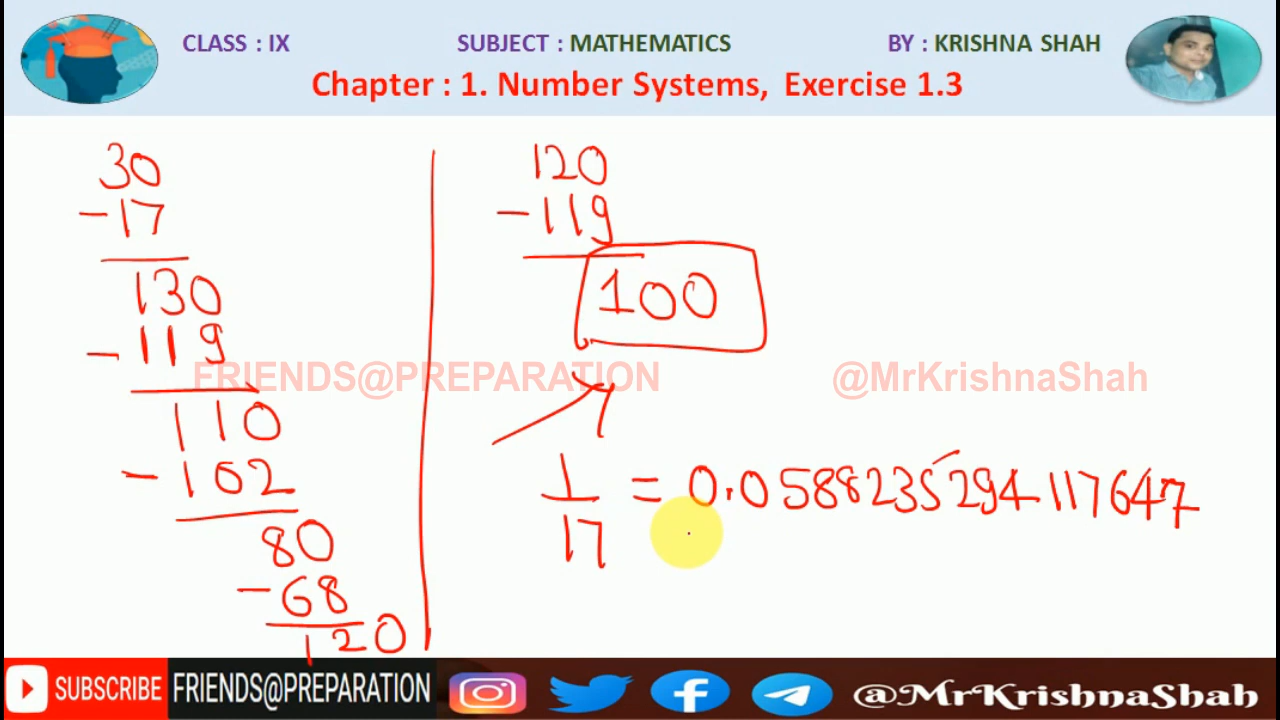 CLASS : IX SUBJECT : MATHEMATICS BY : KRISHNA SHAH
Chapter : 1. Number Systems, Exercise 1.3
30
-17
130
-119
110
-102
80
-68
120
120
-119
100
FRIENDS@PREPARATION @MrKrishnaShah
1/17 = 0.0588235294117647
SUBSCRIBE FRIENDS@PREPARATION @MrKrishnaShah